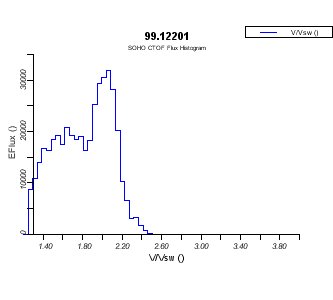 V/Vsw ()
99.12201
SOHO CTOF Flux Histogram
EFlux ()
30000
20000
10000
0
1.40 1.80 2.20 2.60 3.00 3.40 3.80
V/Vsw ()